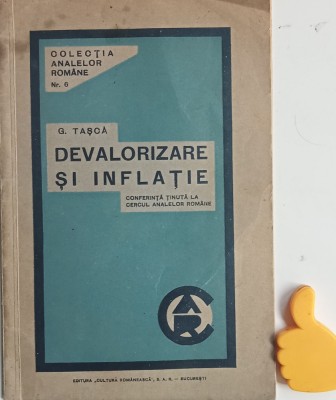 COLECȚIA
ANALELOR
ROMÂNE
Nr. 6
G. TAȘCĂ
DEVALORIZARE
ȘI INFLAȚIE
CONFERINȚĂ ȚINUTĂ LA
CERCUL ANALELOR ROMÂNE
CAR
EDITURA „CULTURA ROMÂNEASCĂ", S. A. R. — BUCUREȘTI